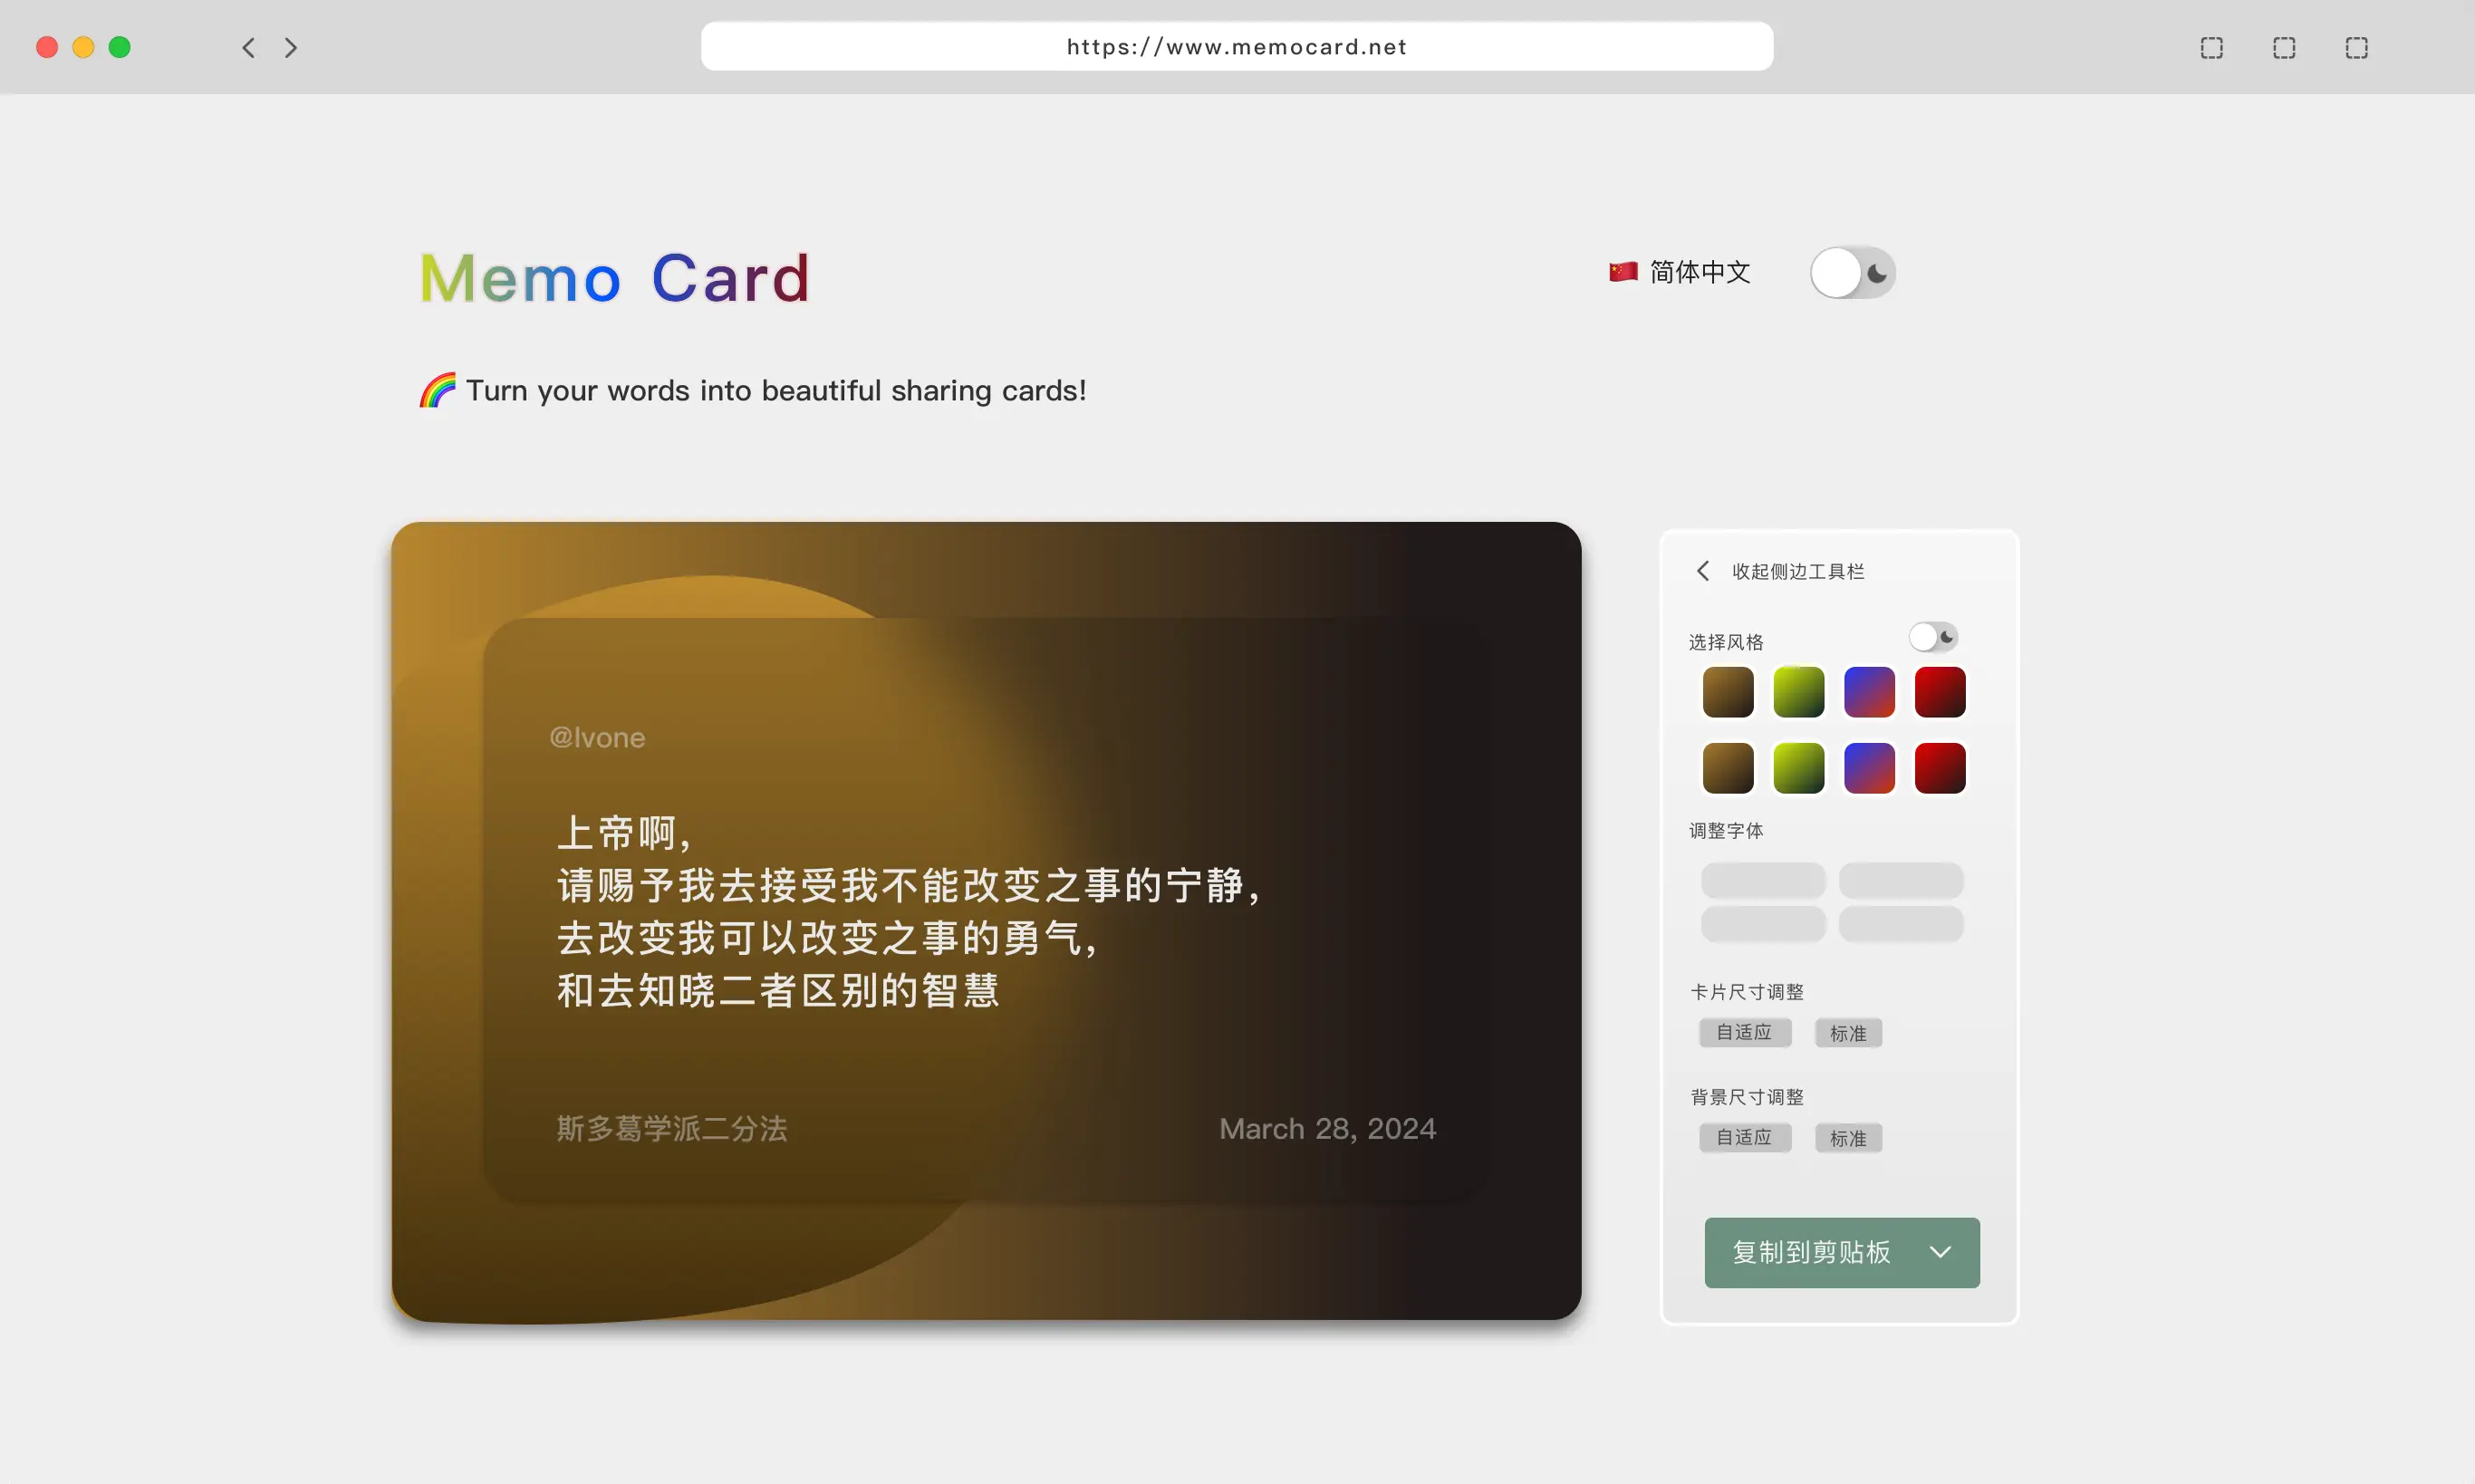 https://www.memocard.net
Memo Card
简体中文
🌈 Turn your words into beautiful sharing cards!
@Ivone
上帝啊，
请赐予我去接受我不能改变之事的宁静，
去改变我可以改变之事的勇气，
和去知晓二者区别的智慧
斯多葛学派二分法
March 28, 2024
收起侧边工具栏
选择风格
调整字体
卡片尺寸调整
自适应 标准
背景尺寸调整
自适应 标准
复制到剪贴板